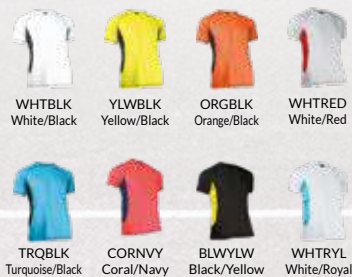 WHTBLK YLWBLK ORGBLK WHTRED
White/Black Yellow/Black Orange/Black White/Red
TRQBLK CORNVY BLWYLW WHTRYL
Turquoise/Black Coral/Navy Black/Yellow White/Royal